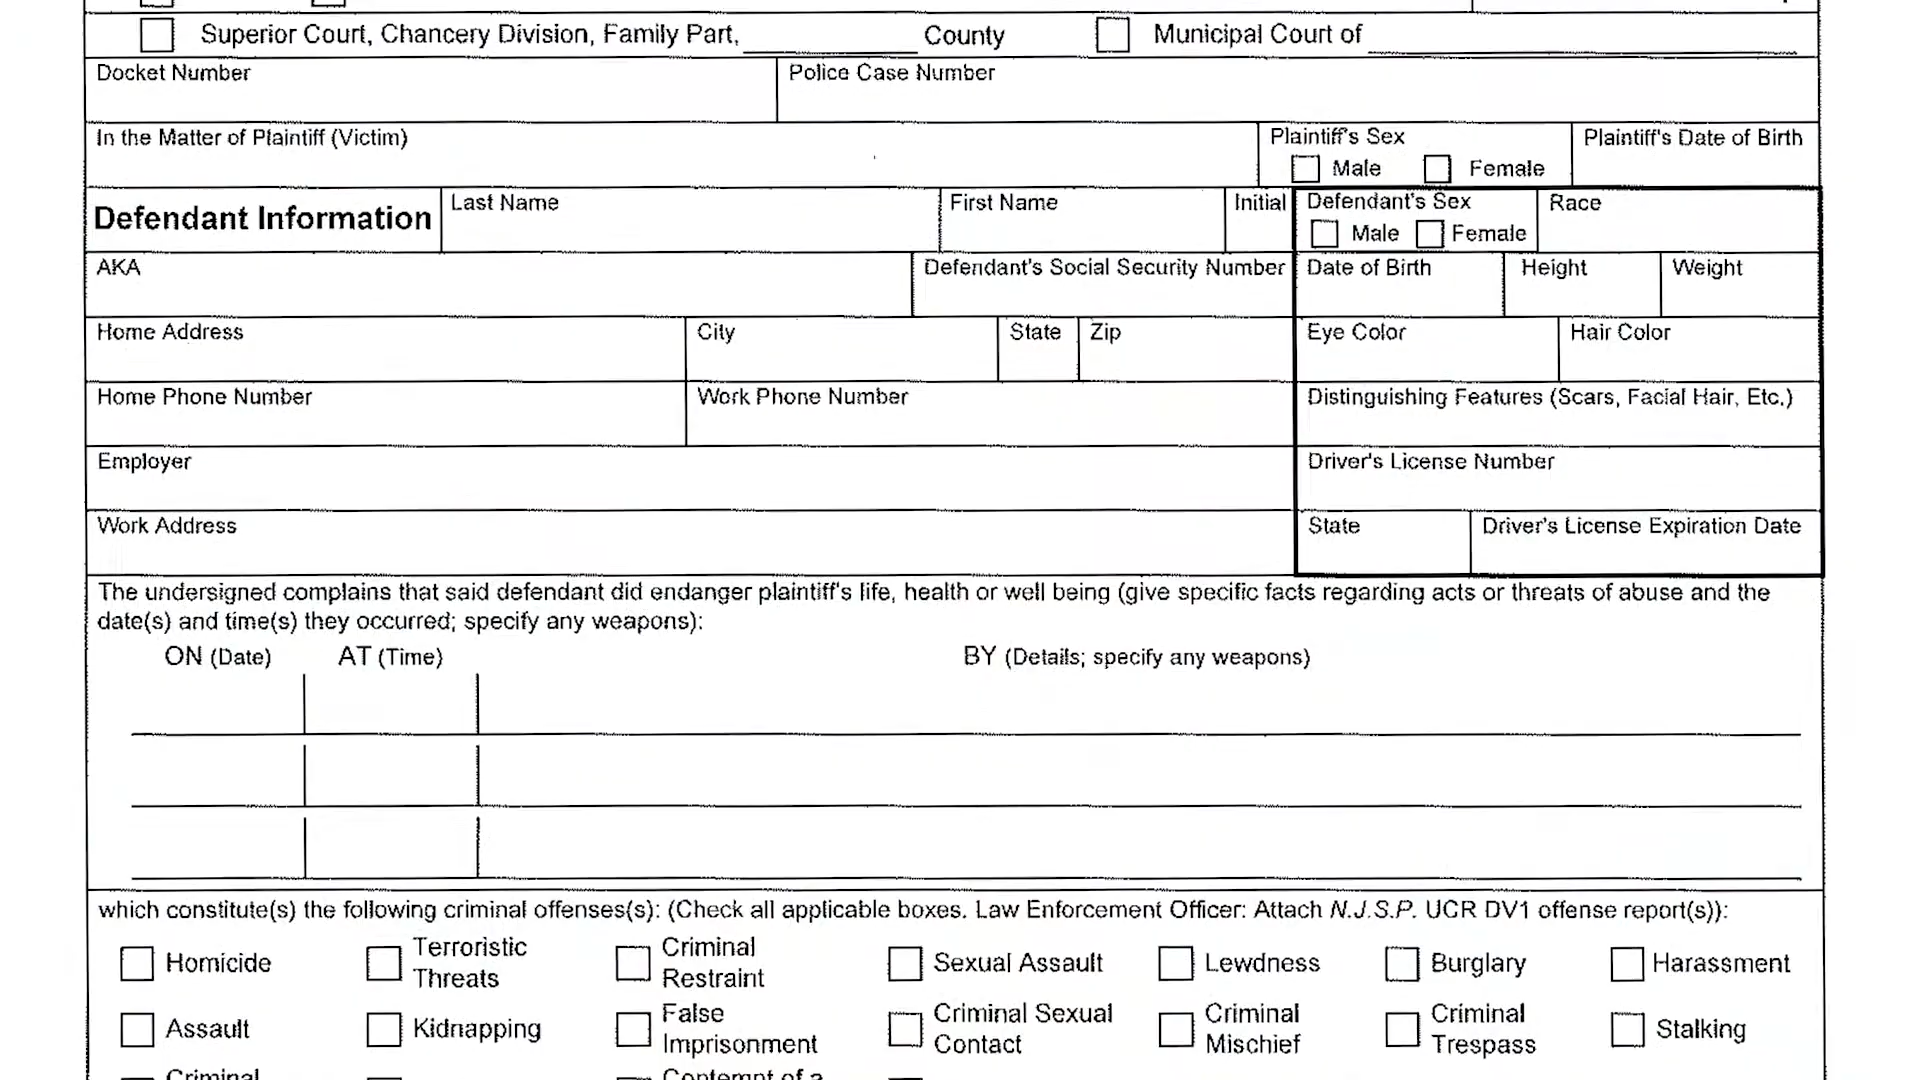 Superior Court, Chancery Division, Family Part, County Municipal Court of
Docket Number Police Case Number
In the Matter of Plaintiff (Victim) Plaintiff's Sex Plaintiff's Date of Birth
Male Female
Defendant Information Last Name First Name Initial Defendant's Sex Race
Male Female
AKA Defendant's Social Security Number Date of Birth Height Weight
Home Address City State Zip Eye Color Hair Color
Home Phone Number Work Phone Number Distinguishing Features (Scars, Facial Hair, Etc.)
Employer Driver's License Number
Work Address State Driver's License Expiration Date
The undersigned complains that said defendant did endanger plaintiff's life, health or well being (give specific facts regarding acts or threats of abuse and the
date(s) and time(s) they occurred; specify any weapons):
ON (Date) AT (Time) BY (Details; specify any weapons)
which constitute(s) the following criminal offenses(s): (Check all applicable boxes. Law Enforcement Officer: Attach N.J.S.P. UCR DV1 offense report(s)):
Homicide Terroristic Threats Criminal Restraint Sexual Assault Lewdness Burglary Harassment
Assault Kidnapping False Imprisonment Criminal Sexual Contact Criminal Mischief Criminal Trespass Stalking
Criminal Contempt of a